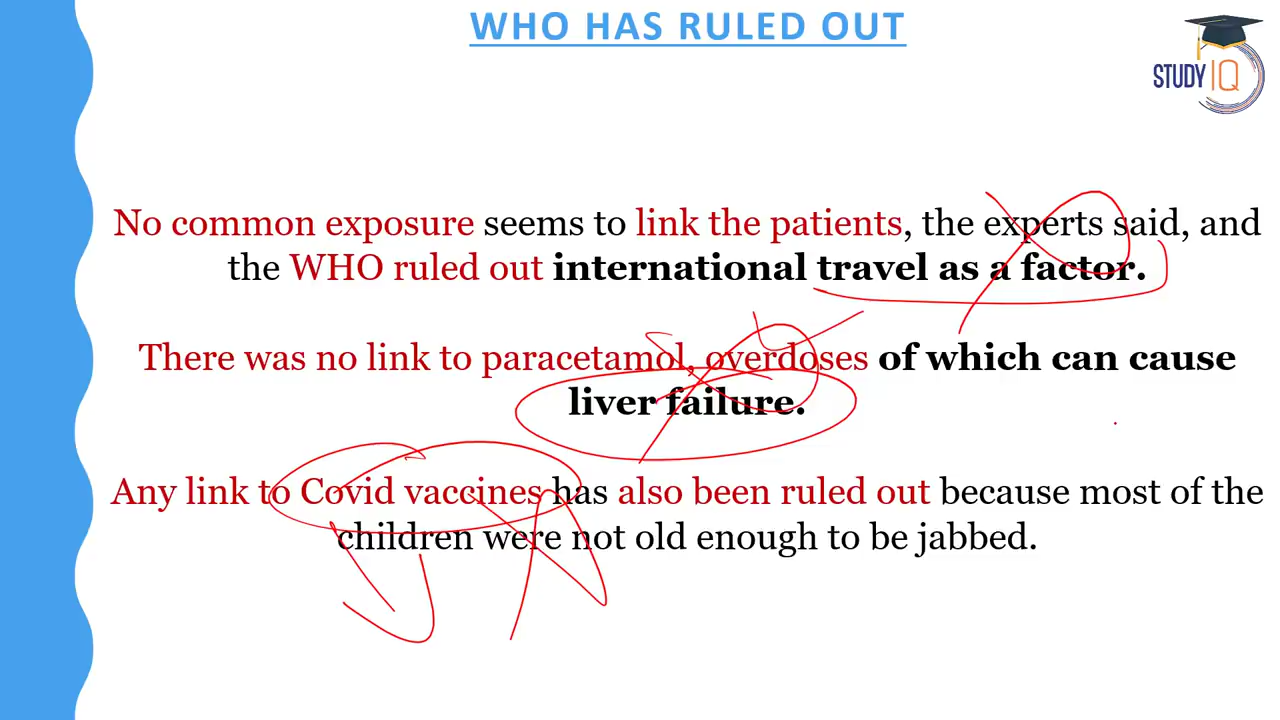 WHO HAS RULED OUT
STUDY IQ
No common exposure seems to link the patients, the experts said, and
the WHO ruled out international travel as a factor.
There was no link to paracetamol, overdoses of which can cause
liver failure.
Any link to Covid vaccines has also been ruled out because most of the
children were not old enough to be jabbed.